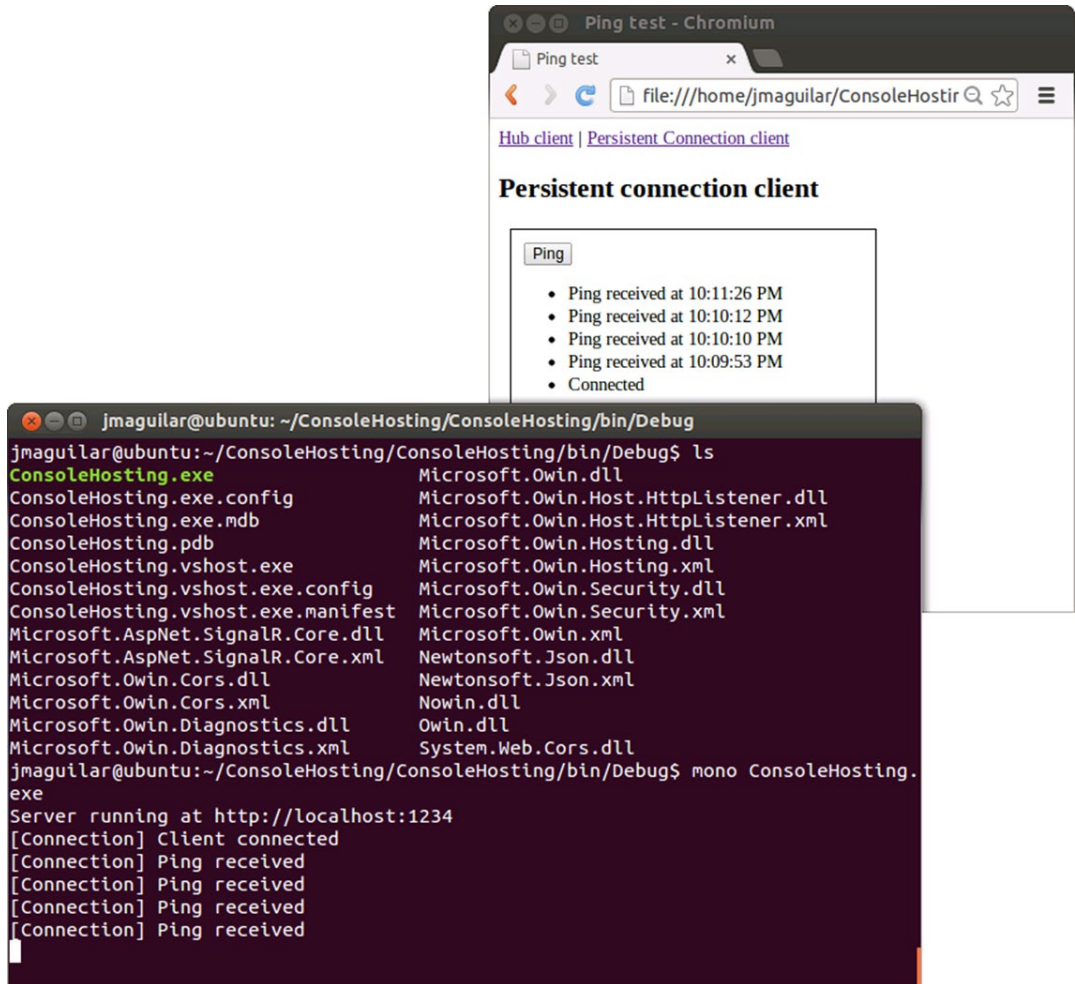 Ping test - Chromium
Ping test
file:///home/jmaguilar/ConsoleHostir
Hub client | Persistent Connection client
Persistent connection client
Ping
• Ping received at 10:11:26 PM
• Ping received at 10:10:12 PM
• Ping received at 10:10:10 PM
• Ping received at 10:09:53 PM
• Connected
jmaguilar@ubuntu: ~/ConsoleHosting/ConsoleHosting/bin/Debug
jmaguilar@ubuntu:~/ConsoleHosting/ConsoleHosting/bin/Debug$ ls
ConsoleHosting.exe Microsoft.Owin.dll
ConsoleHosting.exe.config Microsoft.Owin.Host.HttpListener.dll
ConsoleHosting.exe.mdb Microsoft.Owin.Host.HttpListener.xml
ConsoleHosting.pdb Microsoft.Owin.Hosting.dll
ConsoleHosting.vshost.exe Microsoft.Owin.Hosting.xml
ConsoleHosting.vshost.exe.config Microsoft.Owin.Security.dll
ConsoleHosting.vshost.exe.manifest Microsoft.Owin.Security.xml
Microsoft.AspNet.SignalR.Core.dll Microsoft.Owin.xml
Microsoft.AspNet.SignalR.Core.xml Newtonsoft.Json.dll
Microsoft.Owin.Cors.dll Newtonsoft.Json.xml
Microsoft.Owin.Cors.xml Nowin.dll
Microsoft.Owin.Diagnostics.dll Owin.dll
Microsoft.Owin.Diagnostics.xml System.Web.Cors.dll
jmaguilar@ubuntu:~/ConsoleHosting/ConsoleHosting/bin/Debug$ mono ConsoleHosting.
exe
Server running at http://localhost:1234
[Connection] Client connected
[Connection] Ping received
[Connection] Ping received
[Connection] Ping received
[Connection] Ping received